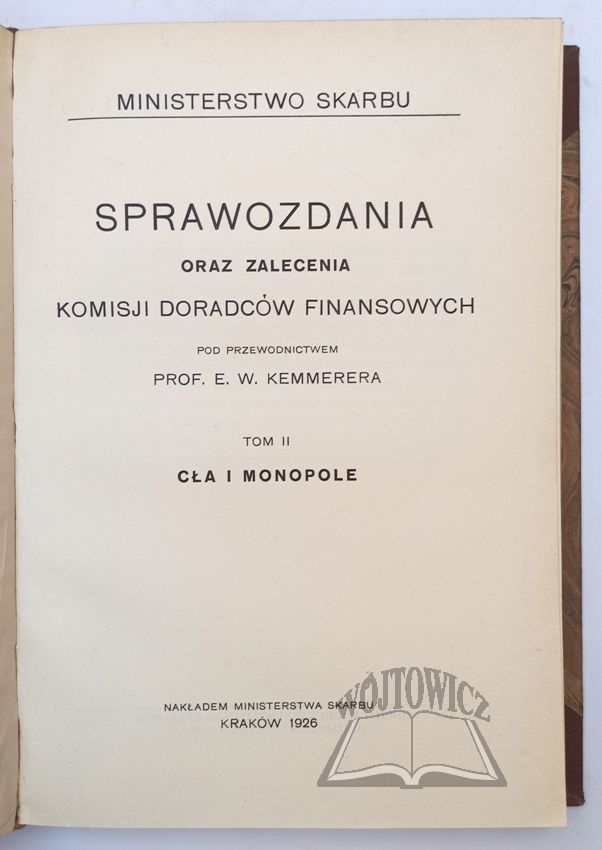 MINISTERSTWO SKARBU
SPRAWOZDANIA
ORAZ ZALECENIA
KOMISJI DORADCÓW FINANSOWYCH
POD PRZEWODNICTWEM
PROF. E. W. KEMMERERA
TOM II
CŁA I MONOPOLE
NAKŁADEM MINISTERSTWA SKARBU
KRAKÓW 1926
WÓJTOWICZ